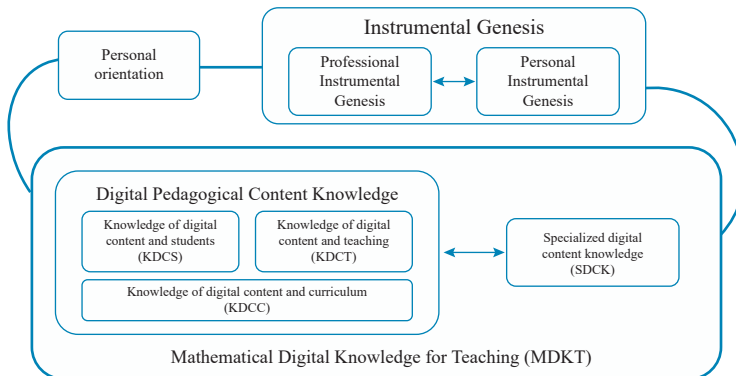 Instrumental Genesis
Personal
orientation
Professional
Instrumental
Genesis
Personal
Instrumental
Genesis
Digital Pedagogical Content Knowledge
Knowledge of digital
content and students
(KDCS)
Knowledge of digital
content and teaching
(KDCT)
Knowledge of digital content and curriculum
(KDCC)
Specialized digital
content knowledge
(SDCK)
Mathematical Digital Knowledge for Teaching (MDKT)